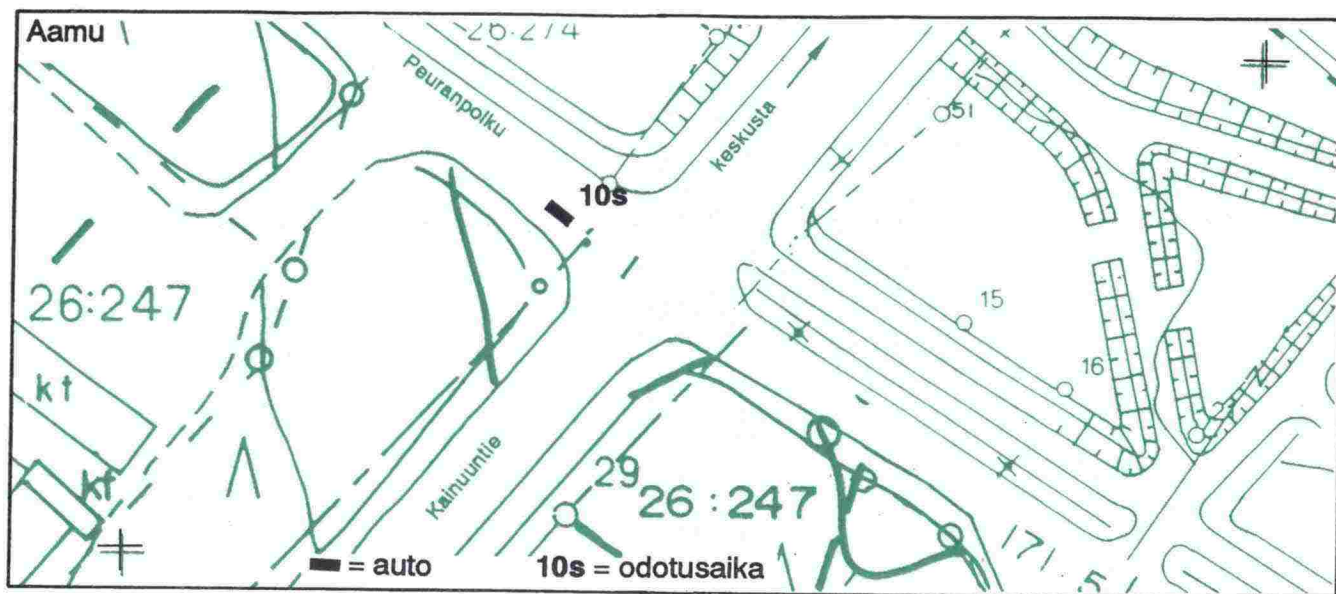 Aamu
26:274
Peuranpolku
keskusta
51
10s
26:247
15
16
kt
kt
Kainuuntie
29
26:247
171
.5
= auto
10s = odotusaika